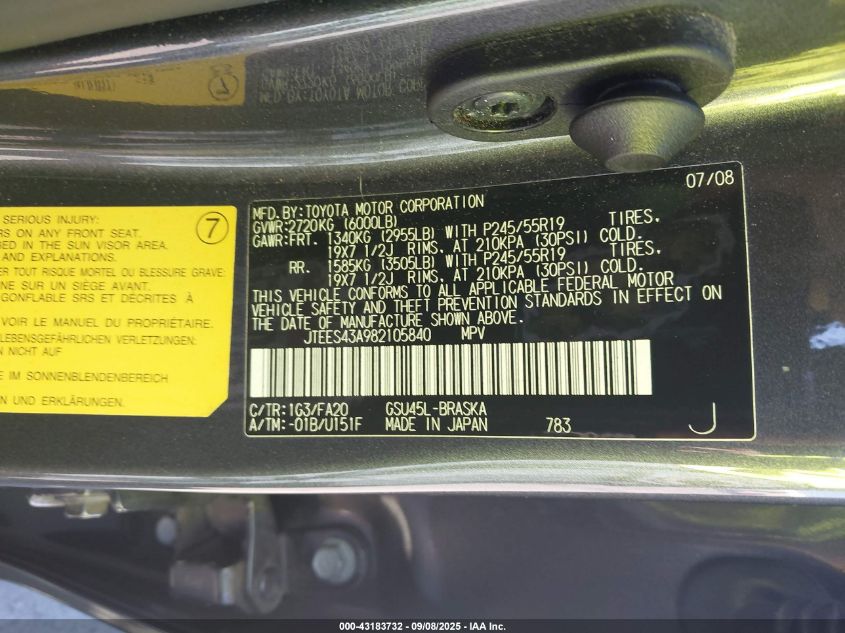 07/08
MFD. BY: TOYOTA MOTOR CORPORATION
GVWR: 2720KG (6000LB)
GAWR: FRT. 1340KG (2955LB) WITH P245/55R19 TIRES.
19X7 1/2J RIMS. AT 210KPA (30PSI) COLD.
RR. 1585KG (3505LB) WITH P245/55R19 TIRES.
19X7 1/2J RIMS. AT 210KPA (30PSI) COLD.
THIS VEHICLE CONFORMS TO ALL APPLICABLE FEDERAL MOTOR
VEHICLE SAFETY AND THEFT PREVENTION STANDARDS IN EFFECT ON
THE DATE OF MANUFACTURE SHOWN ABOVE.
JTEES43A982105840 MPV
C/TR: 1G3/FA20 GSU45L-BRASKA
A/TM: -01B/U151F MADE IN JAPAN 783 J
SERIOUS INJURY: 7
RS ON ANY FRONT SEAT.
D IN THE SUN VISOR AREA.
AND EXPLANATIONS.
ER TOUT RISQUE MORTEL OU BLESSURE GRAVE:
NE SUR UN SIÈGE AVANT.
GONFLABLE SRS ET DÉCRITES À
VOIR LE MANUEL DU PROPRIÉTAIRE.
LEBENSGEFÄHRLICHEN VERLETZUNGEN:
N NICHT AUF
E IM SONNENBLENDENBEREICH
EN UND ERKLÄRUNGEN.
000-43183732 - 09/08/2025 - IAA Inc.